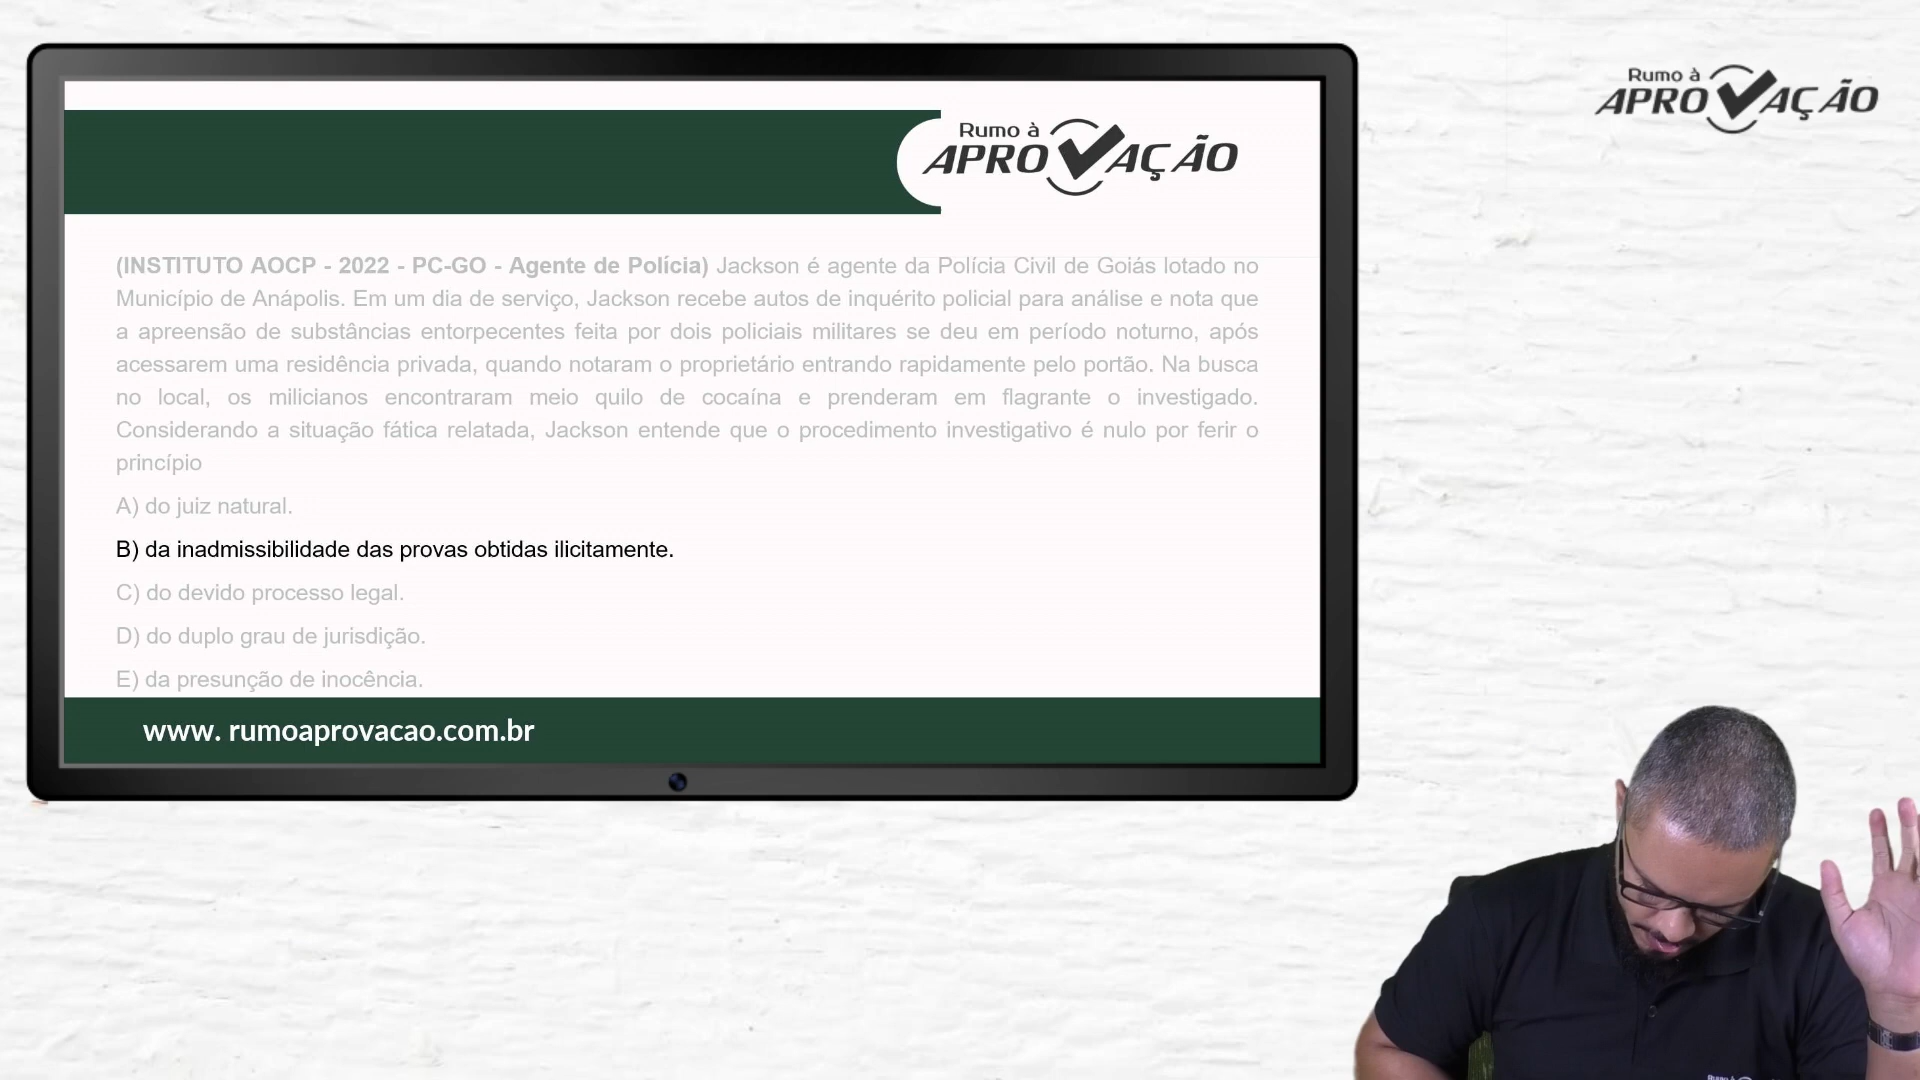 Rumo à
APROVAÇÃO
Rumo à
APROVAÇÃO
(INSTITUTO AOCP - 2022 - PC-GO - Agente de Polícia) Jackson é agente da Polícia Civil de Goiás lotado no
Município de Anápolis. Em um dia de serviço, Jackson recebe autos de inquérito policial para análise e nota que
a apreensão de substâncias entorpecentes feita por dois policiais militares se deu em período noturno, após
acessarem uma residência privada, quando notaram o proprietário entrando rapidamente pelo portão. Na busca
no local, os milicianos encontraram meio quilo de cocaína e prenderam em flagrante o investigado.
Considerando a situação fática relatada, Jackson entende que o procedimento investigativo é nulo por ferir o
princípio
A) do juiz natural.
B) da inadmissibilidade das provas obtidas ilicitamente.
C) do devido processo legal.
D) do duplo grau de jurisdição.
E) da presunção de inocência.
www. rumoaprovacao.com.br